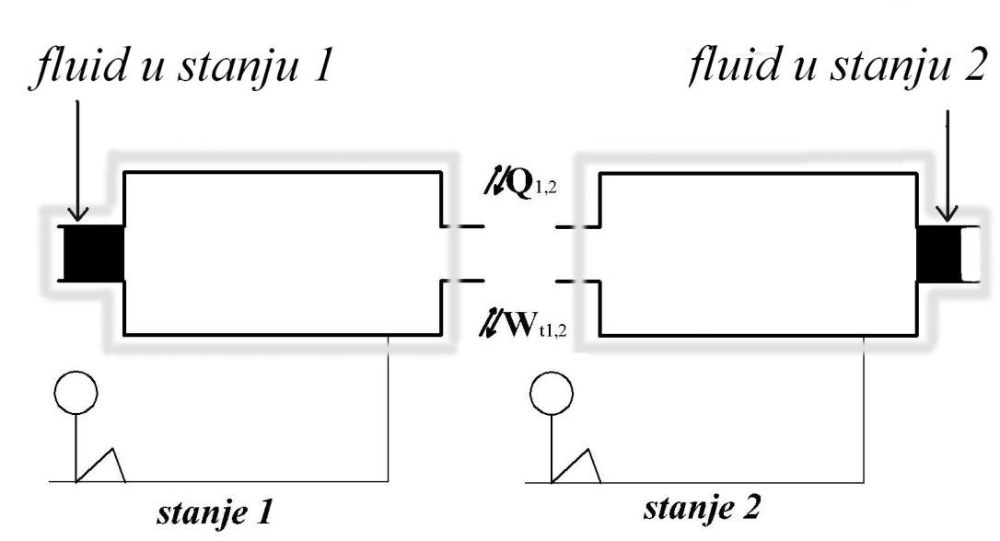 fluid u stanju 1
fluid u stanju 2
Q1,2
Wt1,2
stanje 1
stanje 2